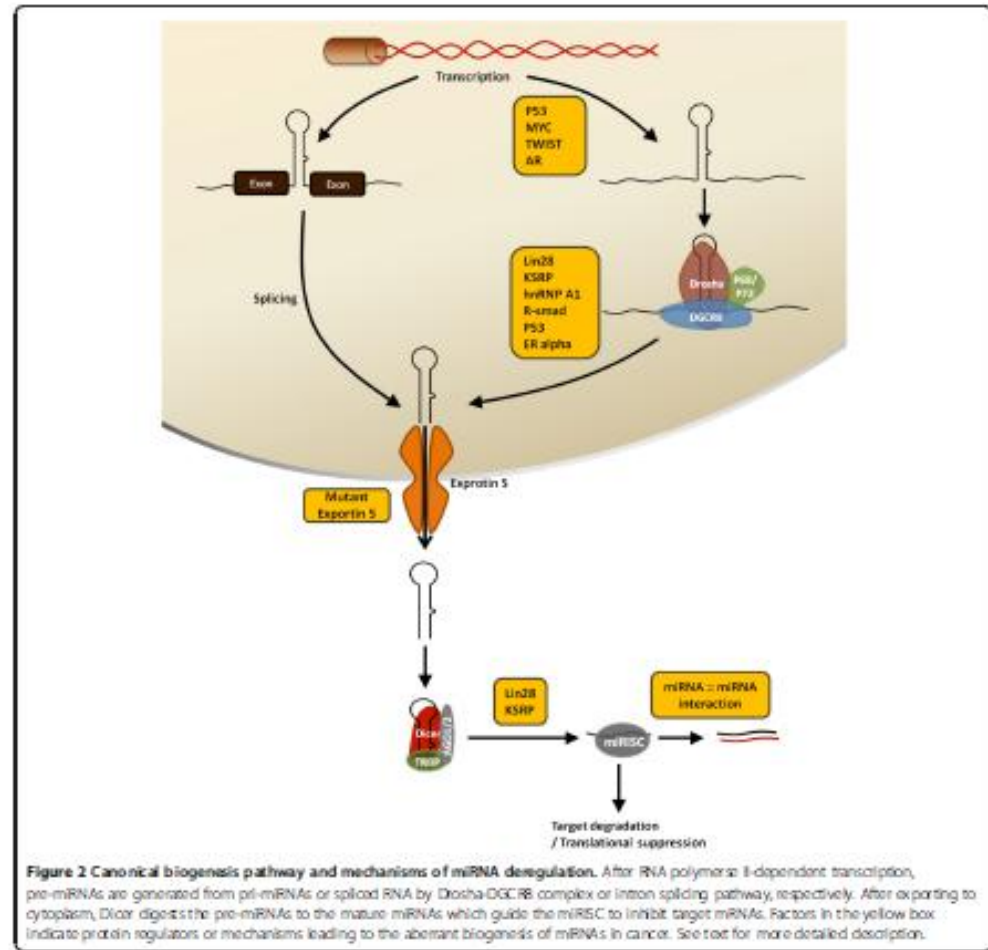 Transcription
P53
MYC
TWIST
AR
Exon
Exon
Splicing
Lin28
KSRP
hnRNP A1
R-smad
P53
ER alpha
Drosha
P68/
P72
DGCR8
Exprotin 5
Mutant
Exportin 5
Dicer
TRBP
Lin28
KSRP
miRISC
miRNA :: miRNA
interaction
Target degradation
/ Translational suppression
Figure 2 Canonical biogenesis pathway and mechanisms of miRNA deregulation. After RNA polymerse II-dependent transcription,
pre-miRNAs are generated from pri-miRNAs or spliced RNA by Drosha-DGCR8 complex or intron splicing pathway, respectively. After exporting to
cytoplasm, Dicer digests the pre-miRNAs to the mature miRNAs which guide the miRISC to inhibit target mRNAs. Factors in the yellow box
indicate protein regulators or mechanisms leading to the aberrant biogenesis of miRNAs in cancer. See text for more detailed description.